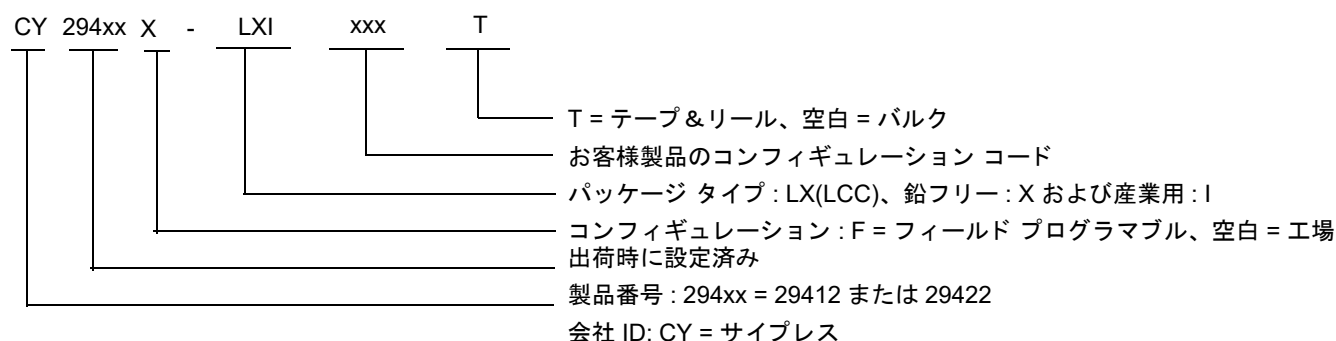 CY 294xx X - LXI xxx T
T = テープ＆リール、空白 = バルク
お客様製品のコンフィギュレーション コード
パッケージ タイプ : LX(LCC)、鉛フリー : X および産業用 : I
コンフィギュレーション : F = フィールド プログラマブル、空白 = 工場
出荷時に設定済み
製品番号 : 294xx = 29412 または 29422
会社 ID: CY = サイプレス